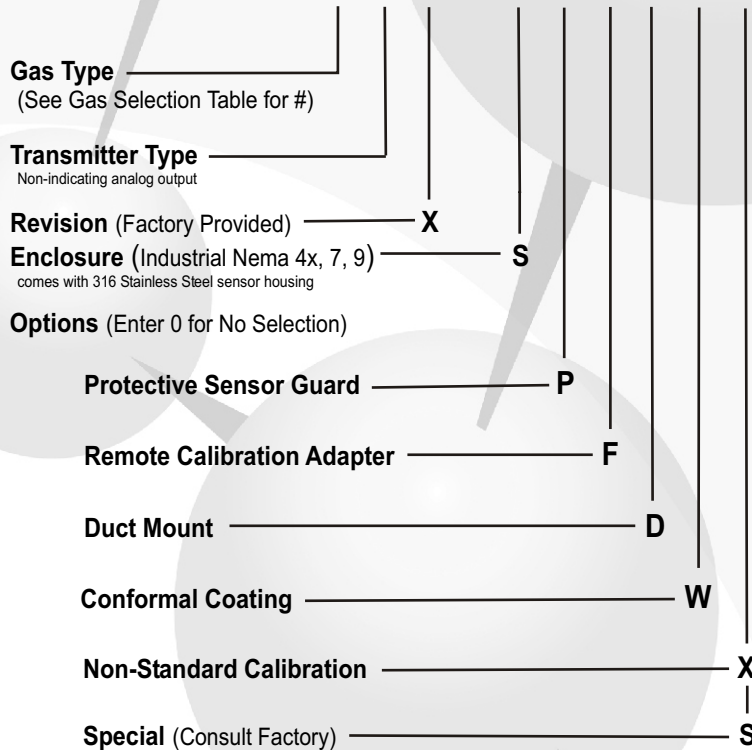 Gas Type
(See Gas Selection Table for #)
Transmitter Type
Non-indicating analog output
Revision (Factory Provided) X
Enclosure (Industrial Nema 4x, 7, 9) S
comes with 316 Stainless Steel sensor housing
Options (Enter 0 for No Selection)
Protective Sensor Guard P
Remote Calibration Adapter F
Duct Mount D
Conformal Coating W
Non-Standard Calibration X
Special (Consult Factory) S